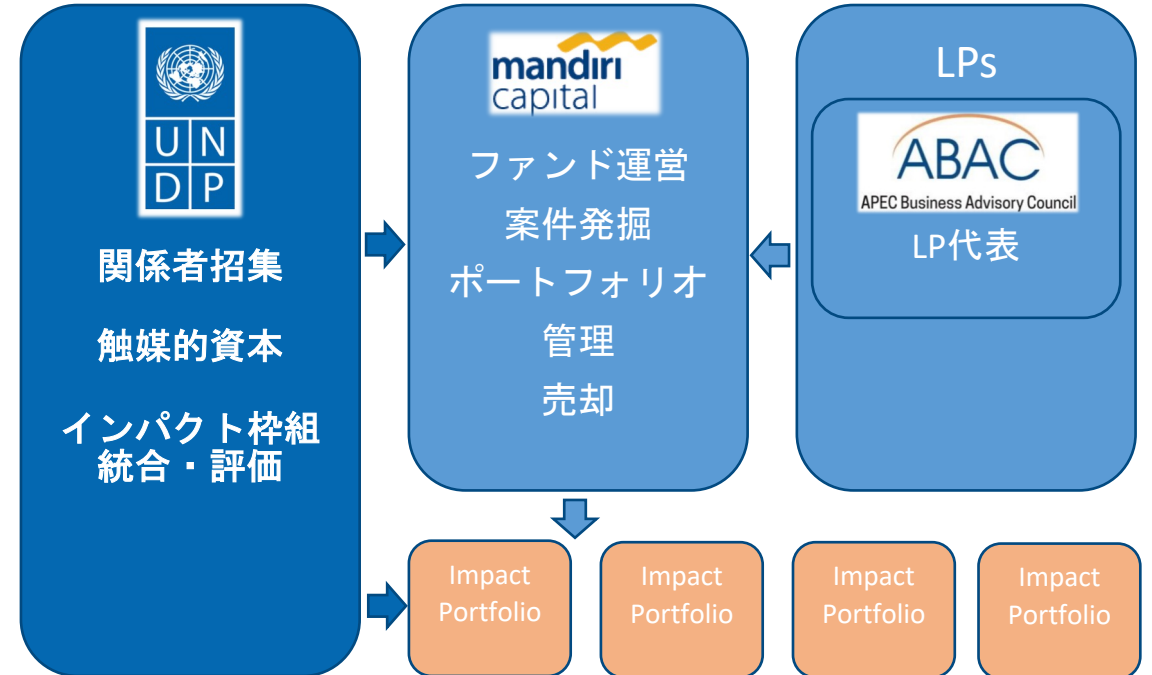 UN
DP
関係者招集
触媒的資本
インパクト枠組
統合・評価
mandırı
capital
ファンド運営
案件発掘
ポートフォリオ
管理
売却
LPs
ABAC
APEC Business Advisory Council
LP代表
Impact
Portfolio
Impact
Portfolio
Impact
Portfolio
Impact
Portfolio